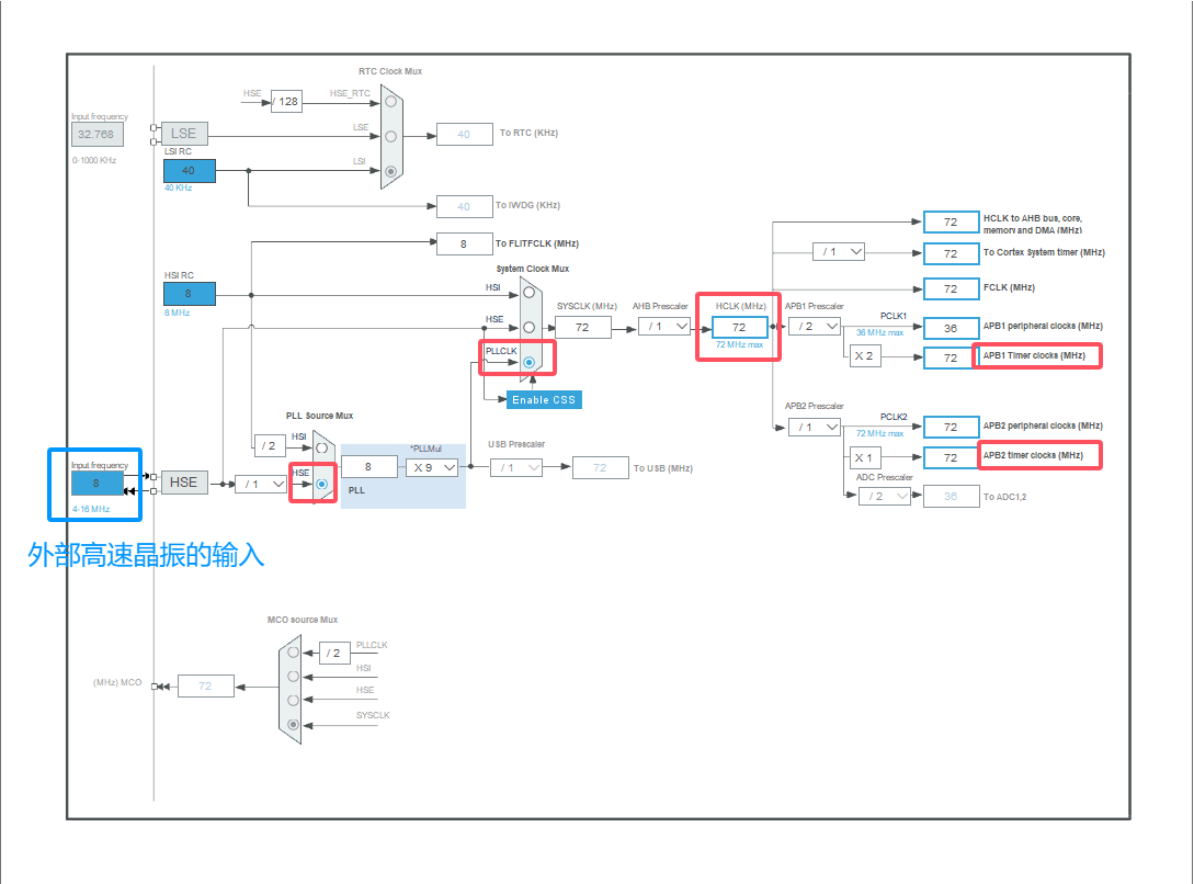 RTC Clock Mux
HSE
/ 128
HSE_RTC
Input frequency
32.768
LSE
LSE
40
To RTC (KHz)
0-1000 KHz
LSI RC
40
LSI
40 KHz
40
To IWDG (KHz)
8
To FLITFCLK (MHz)
HSI RC
8
8 MHz
System Clock Mux
HSI
HSE
PLLCLK
Enable CSS
SYSCLK (MHz)
72
AHB Prescaler
/ 1
HCLK (MHz)
72
72 MHz max
72
HCLK to AHB bus, core,
memory and DMA (MHz)
/ 1
72
To Cortex System timer (MHz)
72
FCLK (MHz)
APB1 Prescaler
/ 2
PCLK1
36 MHz max
36
APB1 peripheral clocks (MHz)
X 2
72
APB1 Timer clocks (MHz)
APB2 Prescaler
/ 1
PCLK2
72 MHz max
72
APB2 peripheral clocks (MHz)
X 1
72
APB2 timer clocks (MHz)
ADC Prescaler
/ 2
36
To ADC1,2
PLL Source Mux
/ 2
HSI
HSE
Input frequency
8
4-16 MHz
HSE
/ 1
8
*PLLMul
X 9
PLL
USB Prescaler
/ 1
72
To USB (MHz)
外部高速晶振的输入
MCO source Mux
/ 2
PLLCLK
HSI
HSE
SYSCLK
(MHz) MCO
72